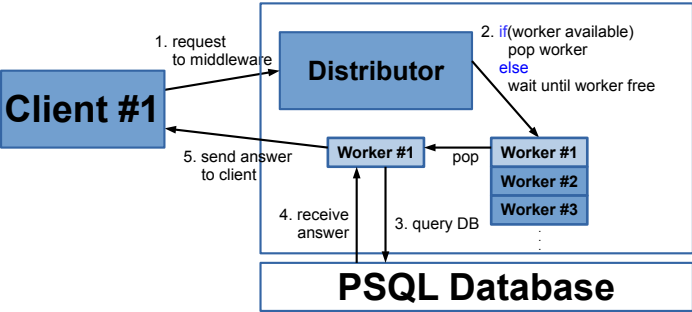 1. request
to middleware
Client #1
Distributor
2. if(worker available)
pop worker
else
wait until worker free
5. send answer
to client
Worker #1
pop
Worker #1
Worker #2
Worker #3
4. receive
answer
3. query DB
PSQL Database